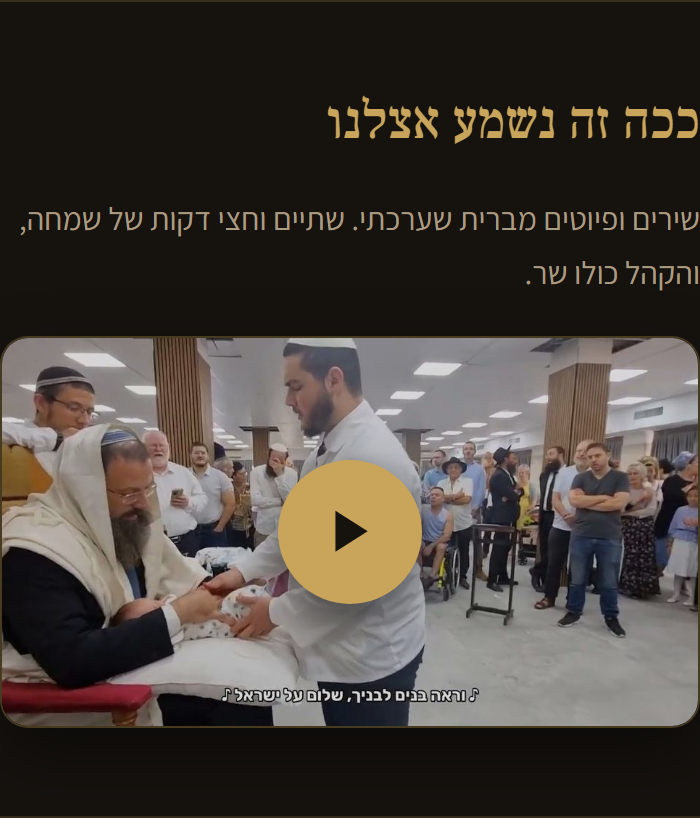 ככה זה נשמע אצלנו
שירים ופיוטים מברית שערכתי. שתיים וחצי דקות של שמחה,
והקהל כולו שר.
♪ וראה בנים לבניך, שלום על ישראל ♪